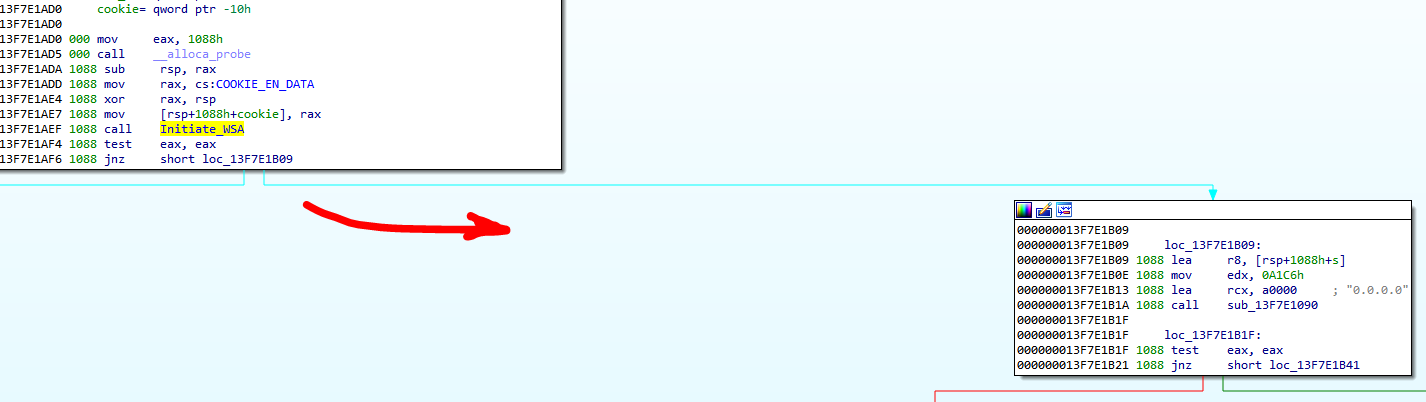 13F7E1AD0 cookie= qword ptr -10h
13F7E1AD0
13F7E1AD0 000 mov eax, 1088h
13F7E1AD5 000 call __alloca_probe
13F7E1ADA 1088 sub rsp, rax
13F7E1ADD 1088 mov rax, cs:COOKIE_EN_DATA
13F7E1AE4 1088 xor rax, rsp
13F7E1AE7 1088 mov [rsp+1088h+cookie], rax
13F7E1AEF 1088 call Initiate_WSA
13F7E1AF4 1088 test eax, eax
13F7E1AF6 1088 jnz short loc_13F7E1B09
000000013F7E1B09
000000013F7E1B09 loc_13F7E1B09:
000000013F7E1B09 1088 lea r8, [rsp+1088h+s]
000000013F7E1B0E 1088 mov edx, 0A1C6h
000000013F7E1B13 1088 lea rcx, a0000 ; "0.0.0.0"
000000013F7E1B1A 1088 call sub_13F7E1090
000000013F7E1B1F
000000013F7E1B1F loc_13F7E1B1F:
000000013F7E1B1F 1088 test eax, eax
000000013F7E1B21 1088 jnz short loc_13F7E1B41